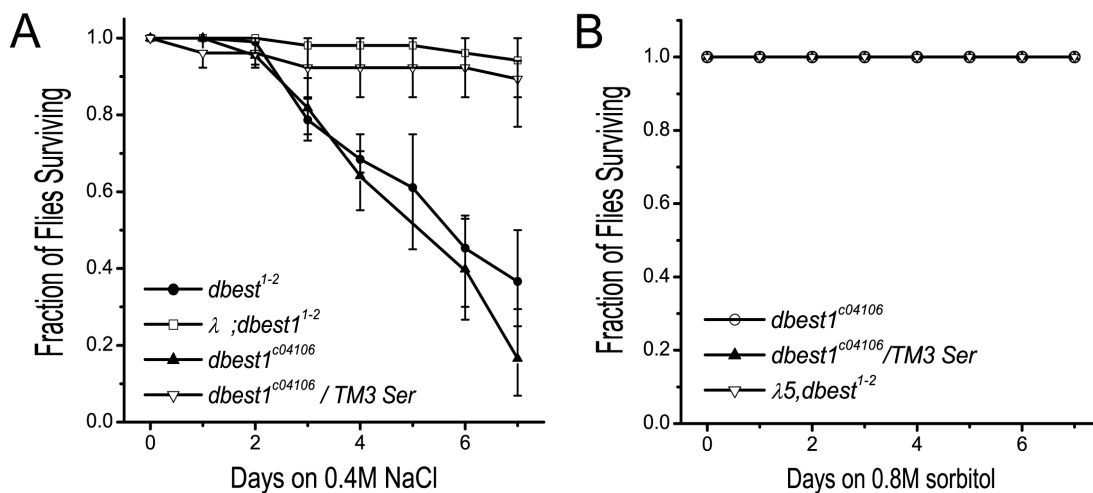 A
Fraction of Flies Surviving
1.0
0.8
0.6
0.4
0.2
0.0
dbest¹⁻²
λ ;dbest1¹⁻²
dbest1ᶜ⁰⁴¹⁰⁶
dbest1ᶜ⁰⁴¹⁰⁶ / TM3 Ser
0 2 4 6
Days on 0.4M NaCl
B
Fraction of Flies Surviving
1.0
0.8
0.6
0.4
0.2
0.0
dbest1ᶜ⁰⁴¹⁰⁶
dbest1ᶜ⁰⁴¹⁰⁶/TM3 Ser
λ5,dbest¹⁻²
0 2 4 6
Days on 0.8M sorbitol